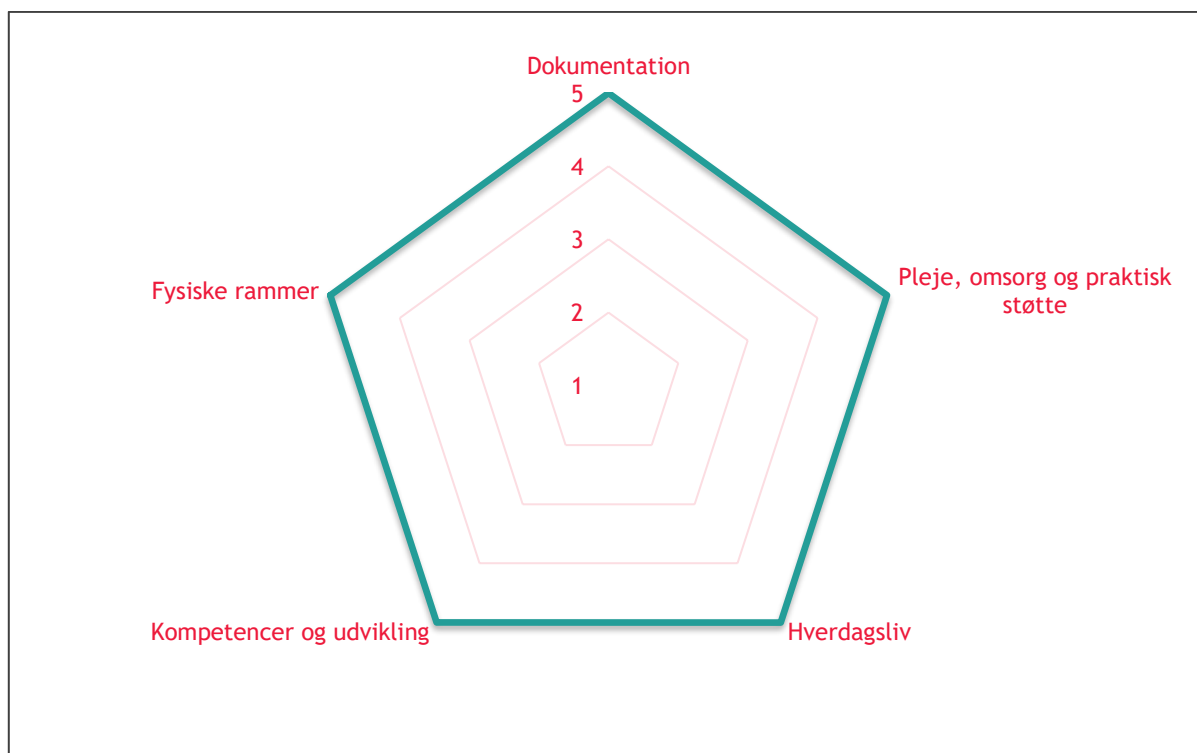 Dokumentation
5
4
3
2
1
Pleje, omsorg og praktisk
støtte
Fysiske rammer
Kompetencer og udvikling
Hverdagsliv